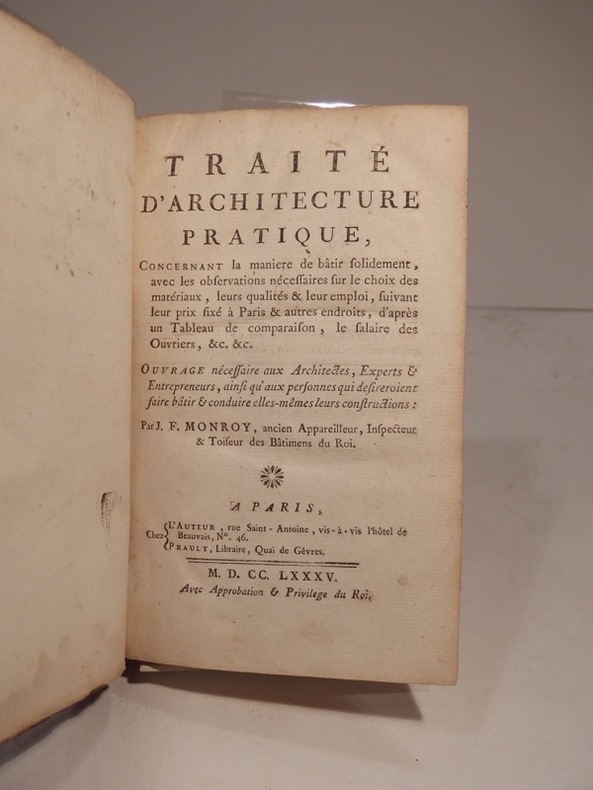 TRAITÉ
D'ARCHITECTURE
PRATIQUE,
CONCERNANT la maniere de bâtir ſolidement,
avec les obſervations néceſſaires ſur le choix des
matériaux, leurs qualités & leur emploi, ſuivant
leur prix fixé à Paris & autres endroits, d'après
un Tableau de comparaiſon, le ſalaire des
Ouvriers, &c. &c.
OUVRAGE néceſſaire aux Architectes, Experts &
Entrepreneurs, ainſi qu'aux perſonnes qui deſireroient
faire bâtir & conduire elles-mêmes leurs conſtructions:
Par J. F. MONROY, ancien Appareilleur, Inſpecteur
& Toiſeur des Bâtimens du Roi.
A PARIS,
Chez { L'AUTEUR, rue Saint-Antoine, vis-à-vis l'hôtel de
Beauvais, N°. 46.
PRAULT, Libraire, Quai de Gêvres.
M. D. CC. LXXXV.
Avec Approbation & Privilege du Roi.